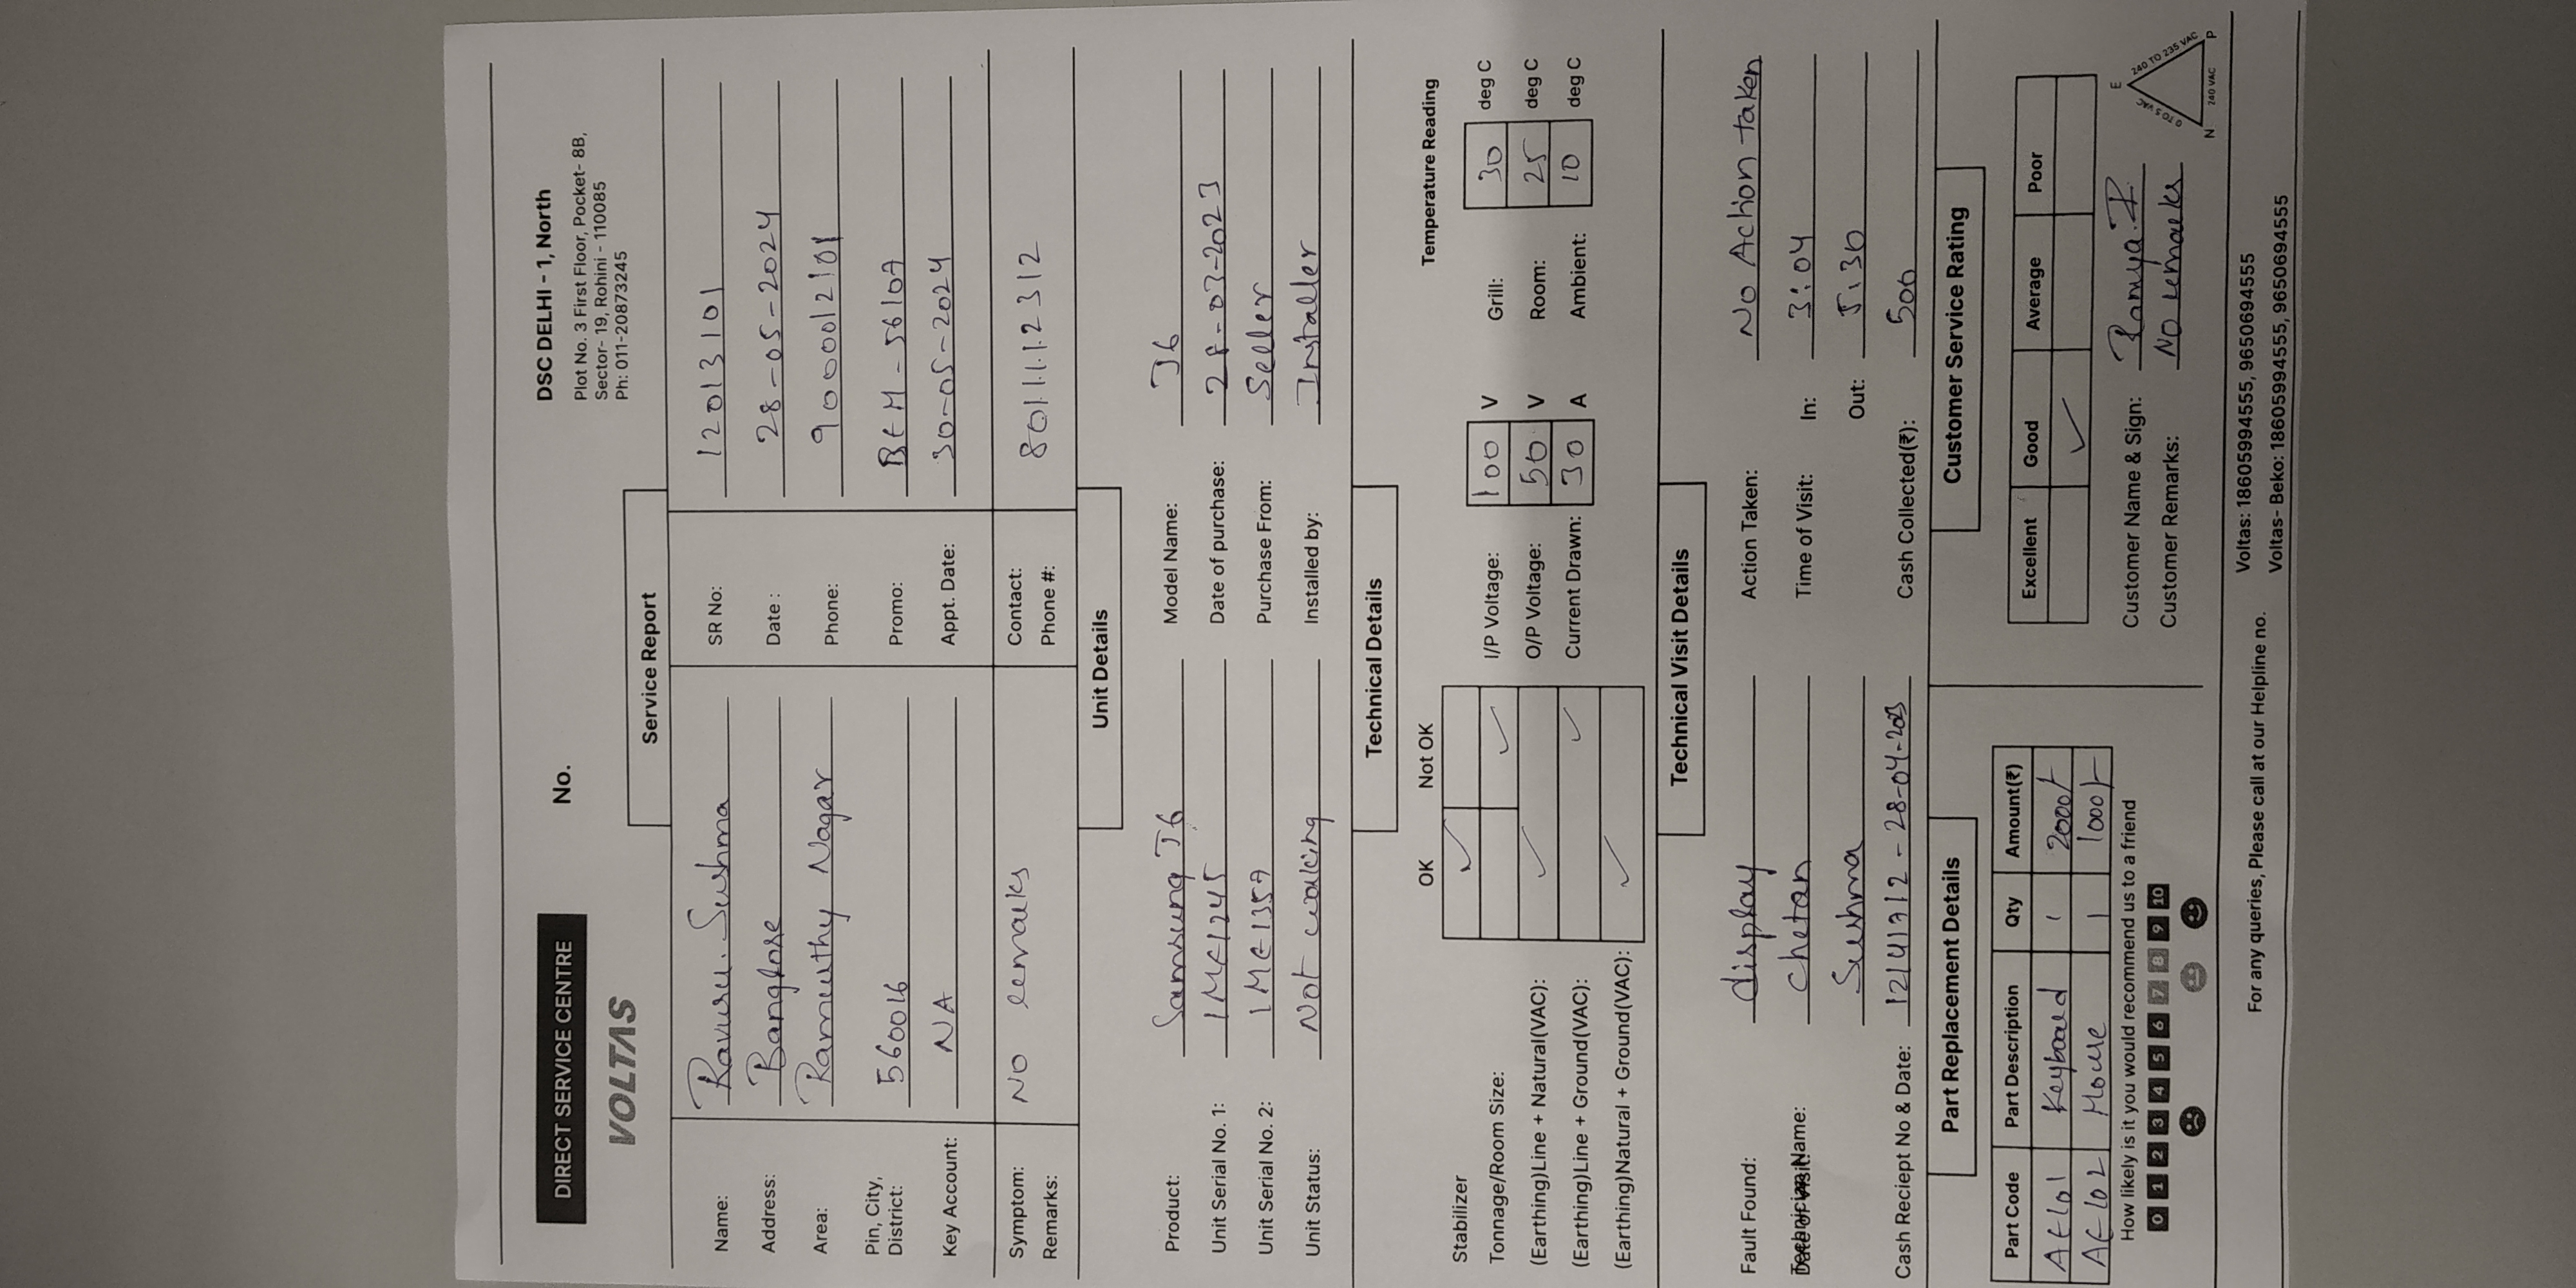 DIRECT SERVICE CENTRE No. DSC DELHI - 1, North
VOLTAS Plot No. 3 First Floor, Pocket- 8B,
Sector- 19, Rohini - 110085
Ph: 011-20873245
Service Report
Name: Ravuru. Sushma SR No: 12013101
Address: Banglore Date : 28-05-2024
Area: Ramuthy Nagar Phone: 9000012101
Pin, City,
District: 560016 Promo: 56107
Key Account: NA Appt. Date: 30-05-2024
Symptom: Contact:
Remarks: No remarks Phone #: 8011112312
Unit Details
Product: Samsung J6 Model Name: J6
Unit Serial No. 1: 1ME1245 Date of purchase: 28-03-2023
Unit Serial No. 2: 1ME1357 Purchase From: Seller
Unit Status: Not working Installed by: Installer
Technical Details
OK Not OK Temperature Reading
Stabilizer ✓
Tonnage/Room Size: ✓ I/P Voltage: 100 V Grill: 30 deg C
(Earthing)Line + Natural(VAC): ✓ O/P Voltage: 50 V Room: 25 deg C
(Earthing)Line + Ground(VAC): ✓ Current Drawn: 30 A Ambient: 10 deg C
(Earthing)Natural + Ground(VAC): ✓
Technical Visit Details
Fault Found: display Action Taken: No Action taken
Technician Name: Chetan Time of Visit: In: 3:04
Sushma Out: 5:30
Cash Reciept No & Date: 28-04-2023 Cash Collected(₹): 500
Part Replacement Details Customer Service Rating
Part Code Part Description Qty Amount(₹) Excellent Good Average Poor
AE101 Keyboard 1 2000/- ✓
AE102 Mouse 1 1000/-
How likely is it you would recommend us to a friend Customer Name & Sign: Ramya.P
0 1 2 3 4 5 6 7 8 9 10 Customer Remarks: No remarks
E
240 TO 235 VAC
0 TO 5 VAC
240 VAC
N P
For any queries, Please call at our Helpline no. Voltas: 18605994555, 9650694555
Voltas- Beko: 18605994555, 9650694555